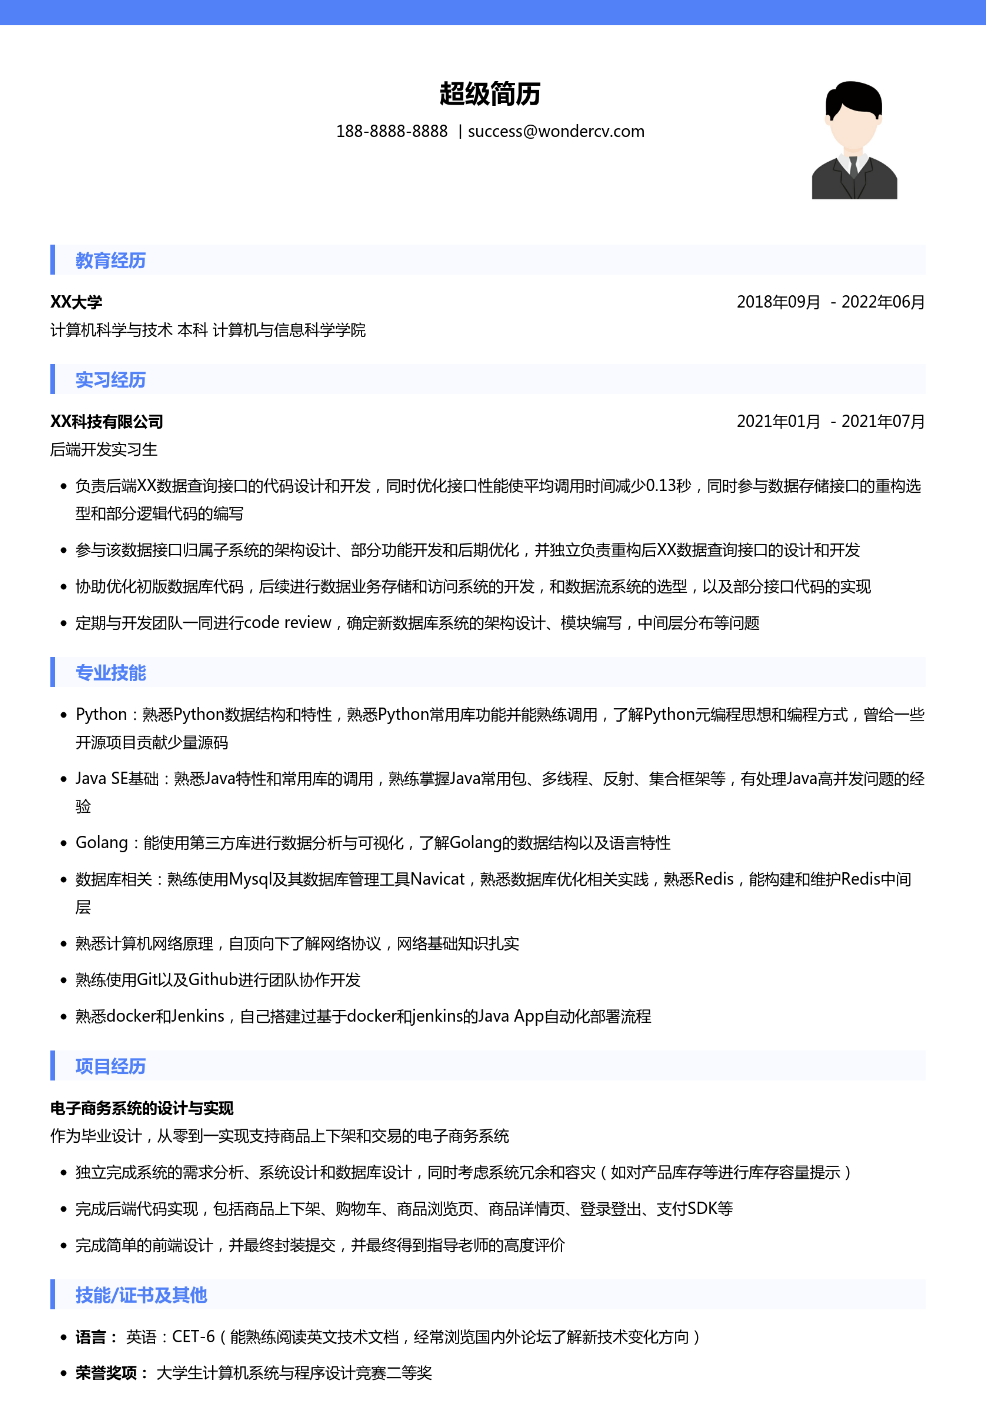 超级简历
188-8888-8888 | success@wondercv.com
教育经历
XX大学 2018年09月 - 2022年06月
计算机科学与技术 本科 计算机与信息科学学院
实习经历
XX科技有限公司 2021年01月 - 2021年07月
后端开发实习生
• 负责后端XX数据查询接口的代码设计和开发，同时优化接口性能使平均调用时间减少0.13秒，同时参与数据存储接口的重构选
型和部分逻辑代码的编写
• 参与该数据接口归属子系统的架构设计、部分功能开发和后期优化，并独立负责重构后XX数据查询接口的设计和开发
• 协助优化初版数据库代码，后续进行数据业务存储和访问系统的开发，和数据流系统的选型，以及部分接口代码的实现
• 定期与开发团队一同进行code review，确定新数据库系统的架构设计、模块编写，中间层分布等问题
专业技能
• Python：熟悉Python数据结构和特性，熟悉Python常用库功能并能熟练调用，了解Python元编程思想和编程方式，曾给一些
开源项目贡献少量源码
• Java SE基础：熟悉Java特性和常用库的调用，熟练掌握Java常用包、多线程、反射、集合框架等，有处理Java高并发问题的经
验
• Golang：能使用第三方库进行数据分析与可视化，了解Golang的数据结构以及语言特性
• 数据库相关：熟练使用Mysql及其数据库管理工具Navicat，熟悉数据库优化相关实践，熟悉Redis，能构建和维护Redis中间
层
• 熟悉计算机网络原理，自顶向下了解网络协议，网络基础知识扎实
• 熟练使用Git以及Github进行团队协作开发
• 熟悉docker和Jenkins，自己搭建过基于docker和jenkins的Java App自动化部署流程
项目经历
电子商务系统的设计与实现
作为毕业设计，从零到一实现支持商品上下架和交易的电子商务系统
• 独立完成系统的需求分析、系统设计和数据库设计，同时考虑系统冗余和容灾（如对产品库存等进行库存容量提示）
• 完成后端代码实现，包括商品上下架、购物车、商品浏览页、商品详情页、登录登出、支付SDK等
• 完成简单的前端设计，并最终封装提交，并最终得到指导老师的高度评价
技能/证书及其他
• 语言： 英语：CET-6（能熟练阅读英文技术文档，经常浏览国内外论坛了解新技术变化方向）
• 荣誉奖项： 大学生计算机系统与程序设计竞赛二等奖